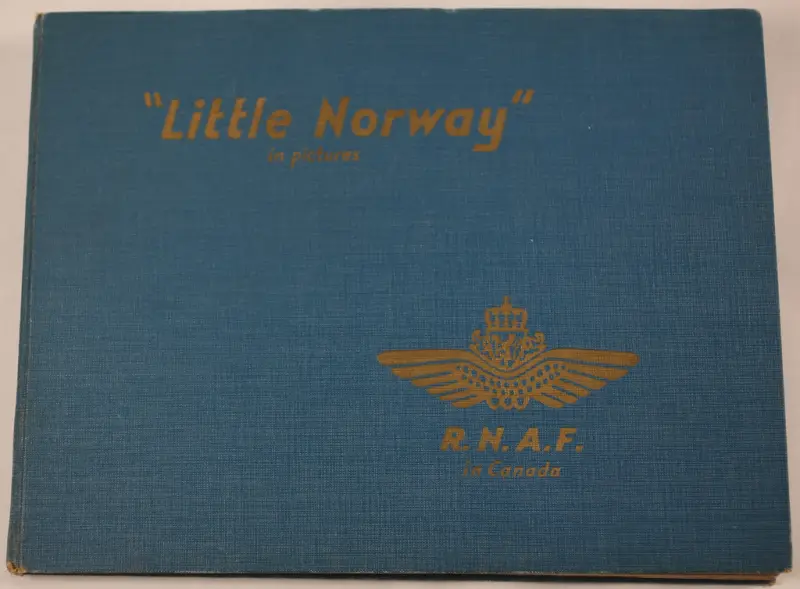 "Little Norway"
in pictures
R.N.A.F.
in Canada